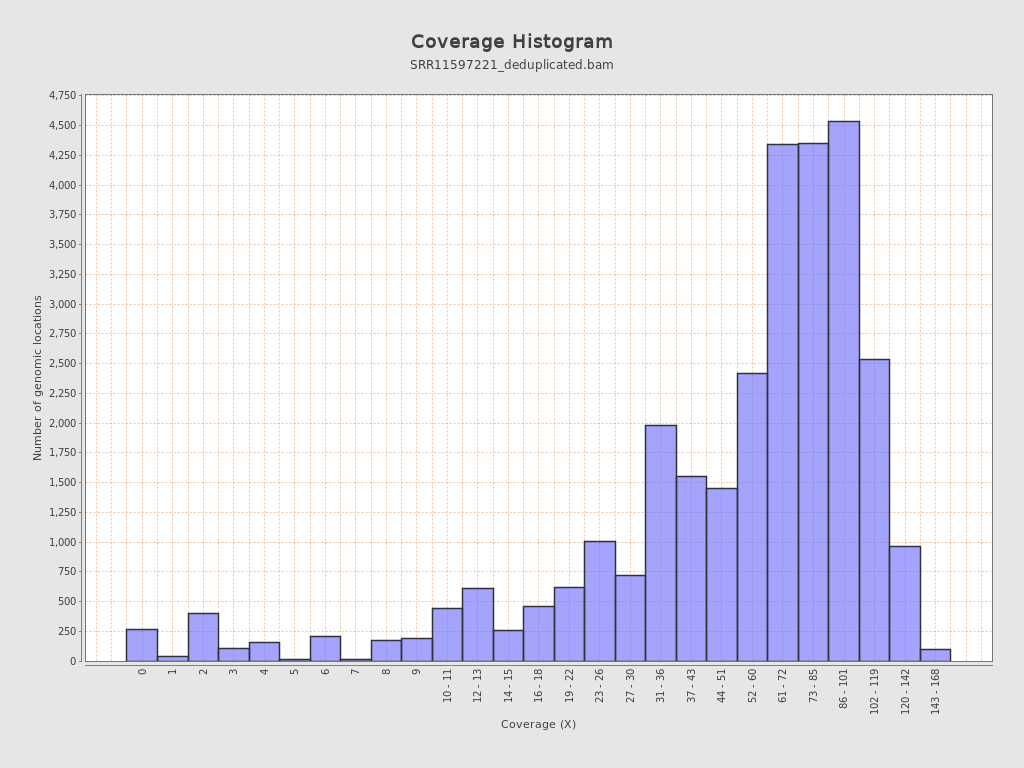 Coverage Histogram
SRR11597221_deduplicated.bam
4,750
4,500
4,250
4,000
3,750
3,500
3,250
3,000
2,750
2,500
2,250
2,000
1,750
1,500
1,250
1,000
750
500
250
0
Number of genomic locations
0
1
2
3
4
5
6
7
8
9
10 - 11
12 - 13
14 - 15
16 - 18
19 - 22
23 - 26
27 - 30
31 - 36
37 - 43
44 - 51
52 - 60
61 - 72
73 - 85
86 - 101
102 - 119
120 - 142
143 - 168
Coverage (X)